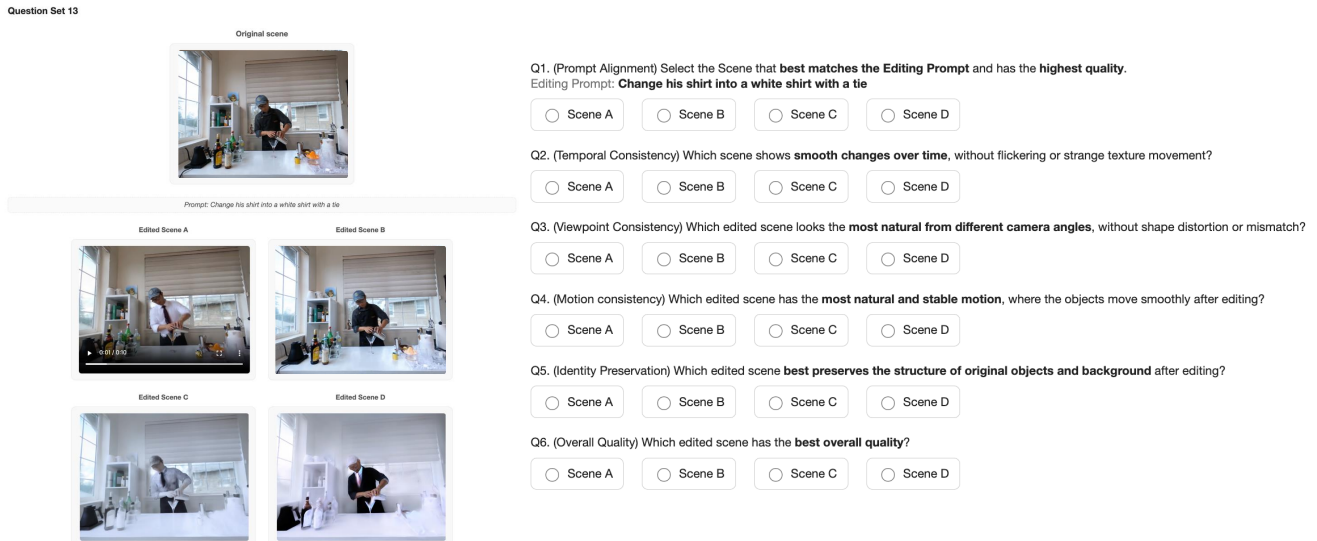 Question Set 13
Original scene
Prompt: Change his shirt into a white shirt with a tie
Edited Scene A
Edited Scene B
0:01 / 0:10
Edited Scene C
Edited Scene D
Q1. (Prompt Alignment) Select the Scene that best matches the Editing Prompt and has the highest quality.
Editing Prompt: Change his shirt into a white shirt with a tie
Scene A
Scene B
Scene C
Scene D
Q2. (Temporal Consistency) Which scene shows smooth changes over time, without flickering or strange texture movement?
Scene A
Scene B
Scene C
Scene D
Q3. (Viewpoint Consistency) Which edited scene looks the most natural from different camera angles, without shape distortion or mismatch?
Scene A
Scene B
Scene C
Scene D
Q4. (Motion consistency) Which edited scene has the most natural and stable motion, where the objects move smoothly after editing?
Scene A
Scene B
Scene C
Scene D
Q5. (Identity Preservation) Which edited scene best preserves the structure of original objects and background after editing?
Scene A
Scene B
Scene C
Scene D
Q6. (Overall Quality) Which edited scene has the best overall quality?
Scene A
Scene B
Scene C
Scene D